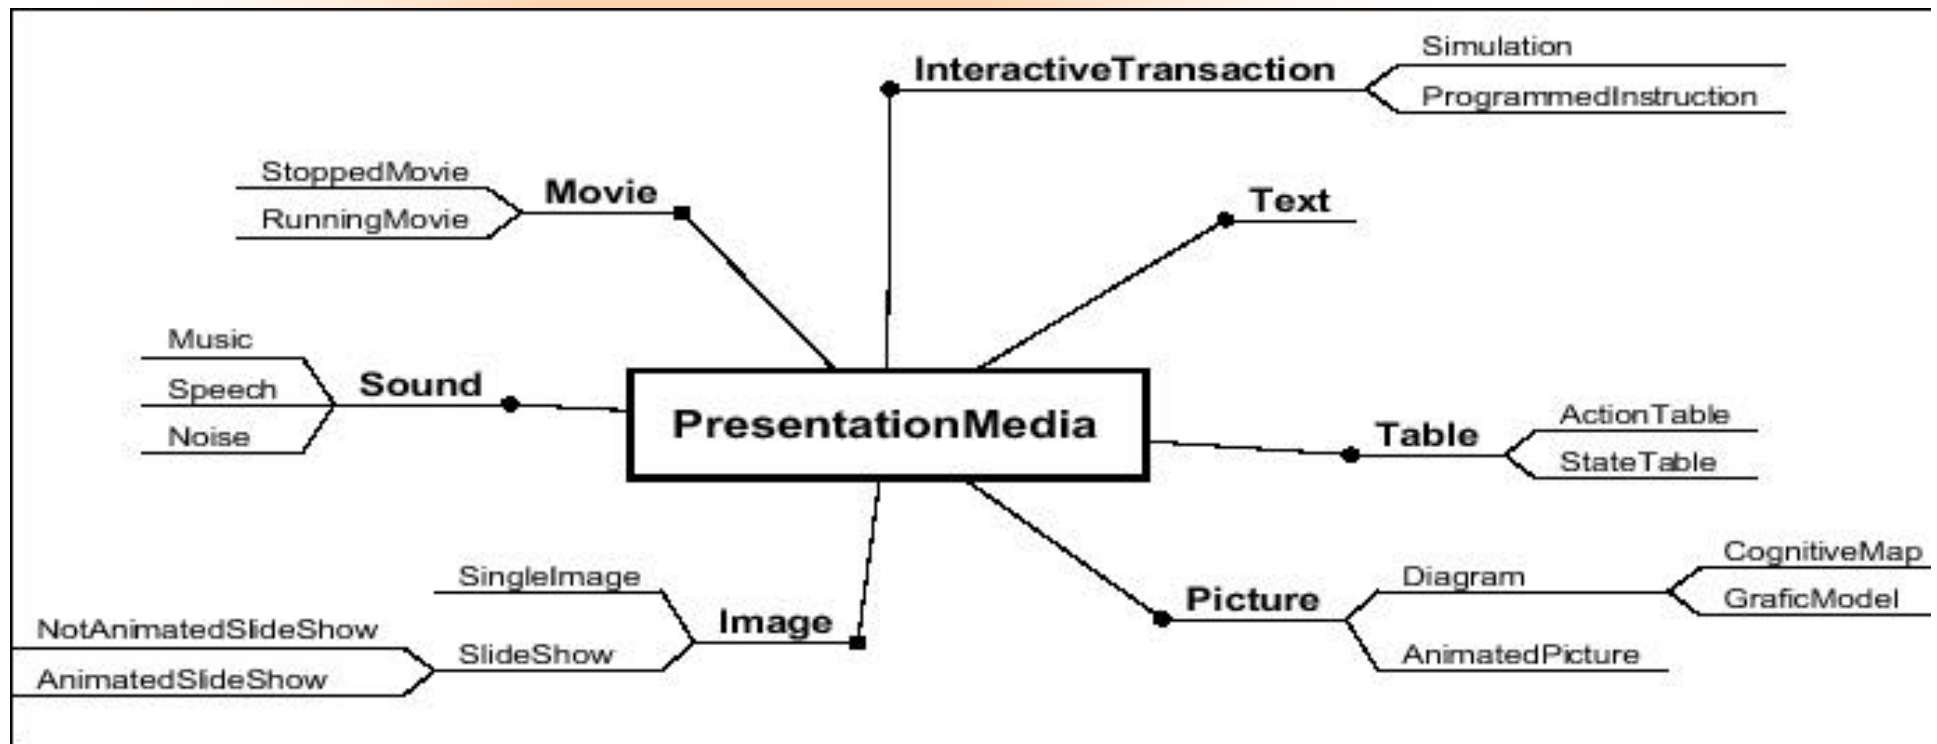 Simulation
InteractiveTransaction
ProgrammedInstruction
StoppedMovie
Movie
RunningMovie
Text
Music
Speech
Sound
Noise
PresentationMedia
ActionTable
Table
StateTable
CognitiveMap
Diagram
GraficModel
Picture
AnimatedPicture
SingleImage
Image
NotAnimatedSlideShow
SlideShow
AnimatedSlideShow